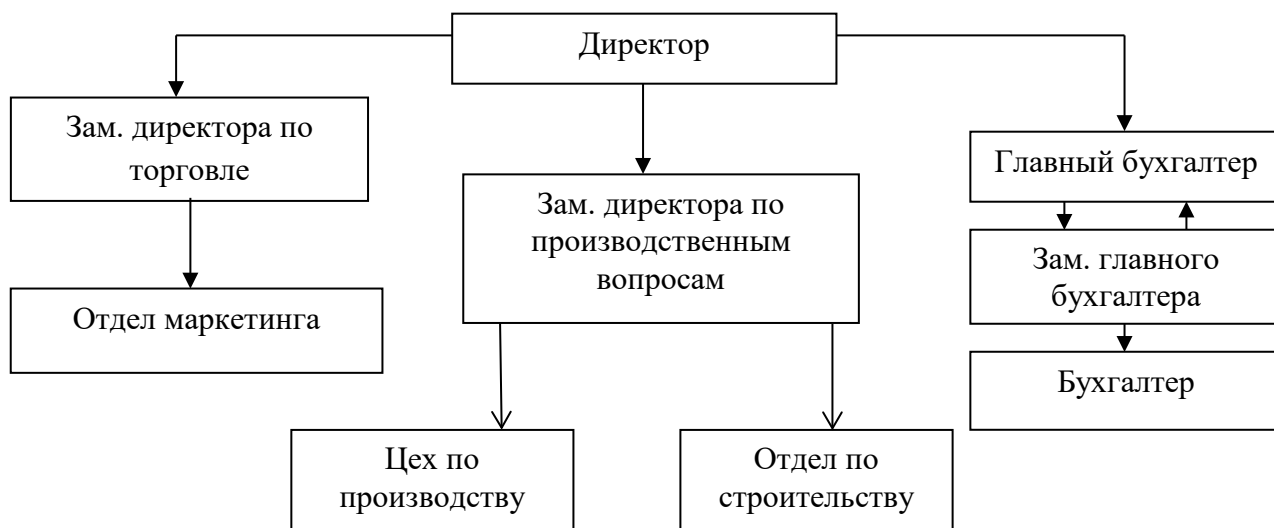 Директор
Зам. директора по
торговле
Главный бухгалтер
Зам. директора по
производственным
вопросам
Зам. главного
бухгалтера
Отдел маркетинга
Бухгалтер
Цех по
производству
Отдел по
строительству